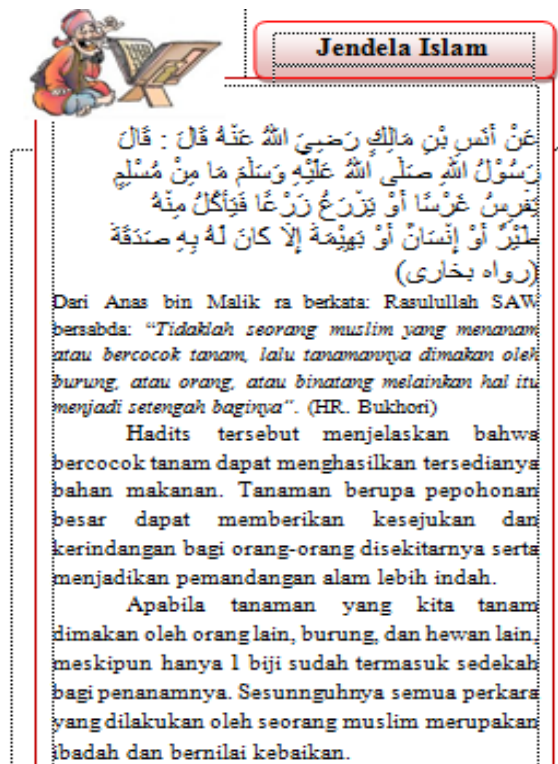 Jendela Islam
عَنْ أَنَسِ بْنِ مَالِكٍ رَضِيَ اللهُ عَنْهُ قَالَ : قَالَ
رَسُوْلُ اللهِ صَلَّى اللهُ عَلَيْهِ وَسَلَّمَ مَا مِنْ مُسْلِمٍ
يَغْرِسُ غَرْسًا أَوْ يَزْرَعُ زَرْعًا فَيَأْكُلُ مِنْهُ
طَيْرٌ أَوْ إِنْسَانٌ أَوْ بَهِيْمَةٌ إِلَّا كَانَ لَهُ بِهِ صَدَقَةٌ
(رواه بخارى)
Dari Anas bin Malik ra berkata: Rasulullah SAW
bersabda: “Tidaklah seorang muslim yang menanam
atau bercocok tanam, lalu tanamannya dimakan oleh
burung, atau orang, atau binatang melainkan hal itu
menjadi setengah baginya”. (HR. Bukhori)
Hadits tersebut menjelaskan bahwa
bercocok tanam dapat menghasilkan tersedianya
bahan makanan. Tanaman berupa pepohonan
besar dapat memberikan kesejukan dan
kerindangan bagi orang-orang disekitarnya serta
menjadikan pemandangan alam lebih indah.
Apabila tanaman yang kita tanam
dimakan oleh orang lain, burung, dan hewan lain,
meskipun hanya 1 biji sudah termasuk sedekah
bagi penanamnya. Sesunnguhnya semua perkara
yang dilakukan oleh seorang muslim merupakan
ibadah dan bernilai kebaikan.